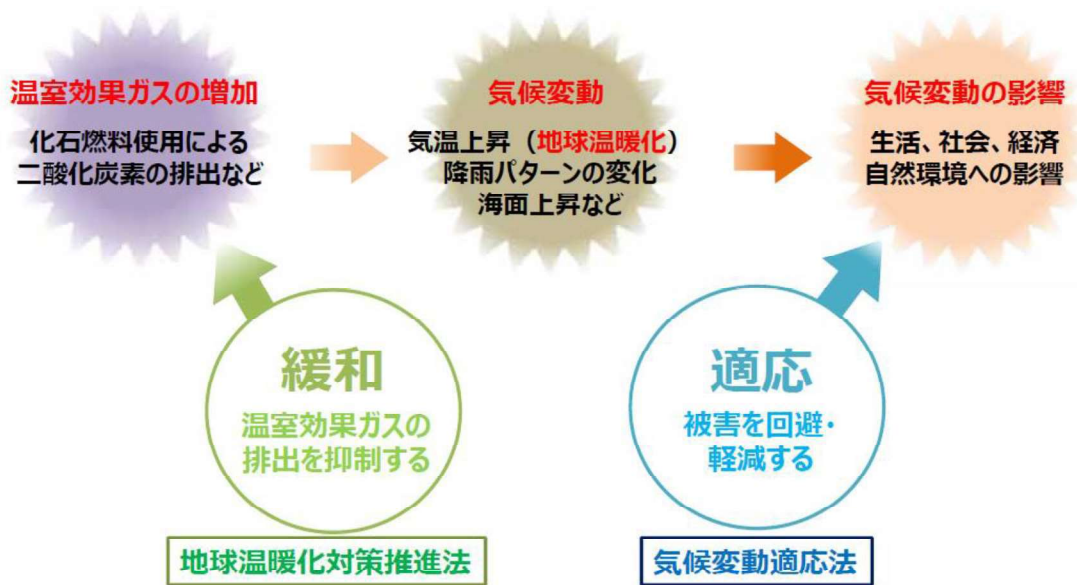 温室効果ガスの増加
化石燃料使用による
二酸化炭素の排出など
気候変動
気温上昇（地球温暖化）
降雨パターンの変化
海面上昇など
気候変動の影響
生活、社会、経済
自然環境への影響
緩和
温室効果ガスの
排出を抑制する
地球温暖化対策推進法
適応
被害を回避・
軽減する
気候変動適応法